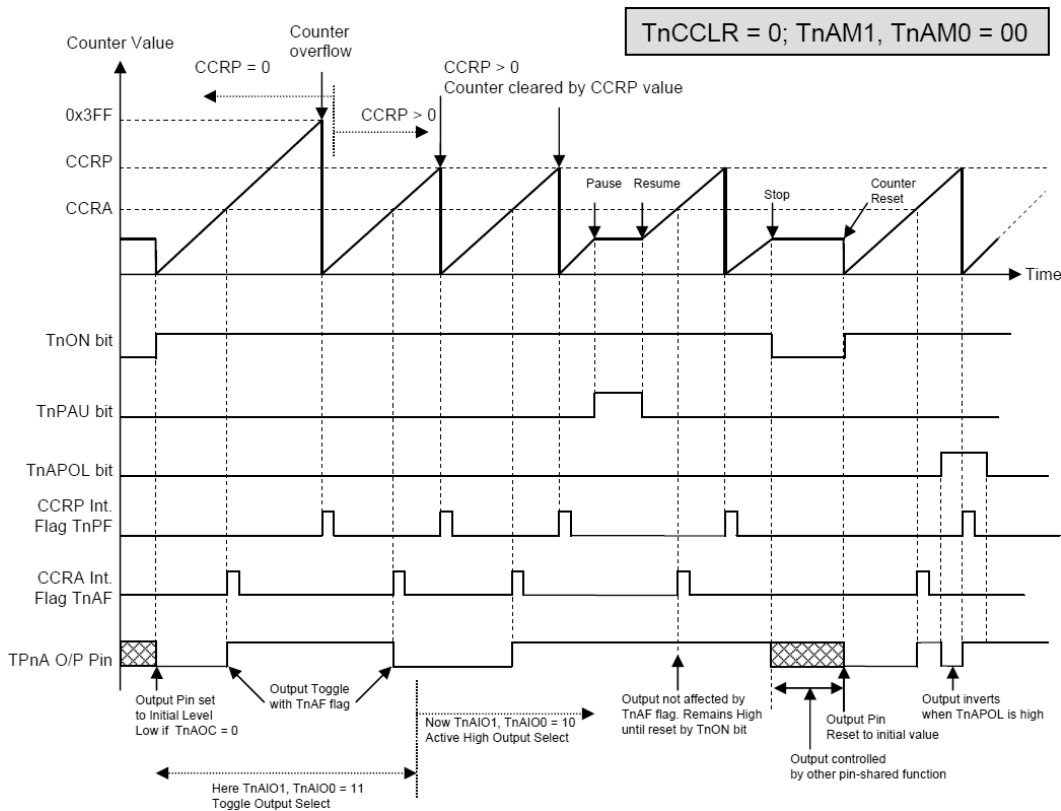 TnCCLR = 0; TnAM1, TnAM0 = 00
Counter Value
Counter
overflow
CCRP = 0
CCRP > 0
CCRP > 0
Counter cleared by CCRP value
0x3FF
CCRP
CCRA
Pause
Resume
Stop
Counter
Reset
Time
TnON bit
TnPAU bit
TnAPOL bit
CCRP Int.
Flag TnPF
CCRA Int.
Flag TnAF
TPnA O/P Pin
Output Pin set
to Initial Level
Low if TnAOC = 0
Output Toggle
with TnAF flag
Now TnAIO1, TnAIO0 = 10
Active High Output Select
Output not affected by
TnAF flag. Remains High
until reset by TnON bit
Output Pin
Reset to initial value
Output inverts
when TnAPOL is high
Output controlled
by other pin-shared function
Here TnAIO1, TnAIO0 = 11
Toggle Output Select